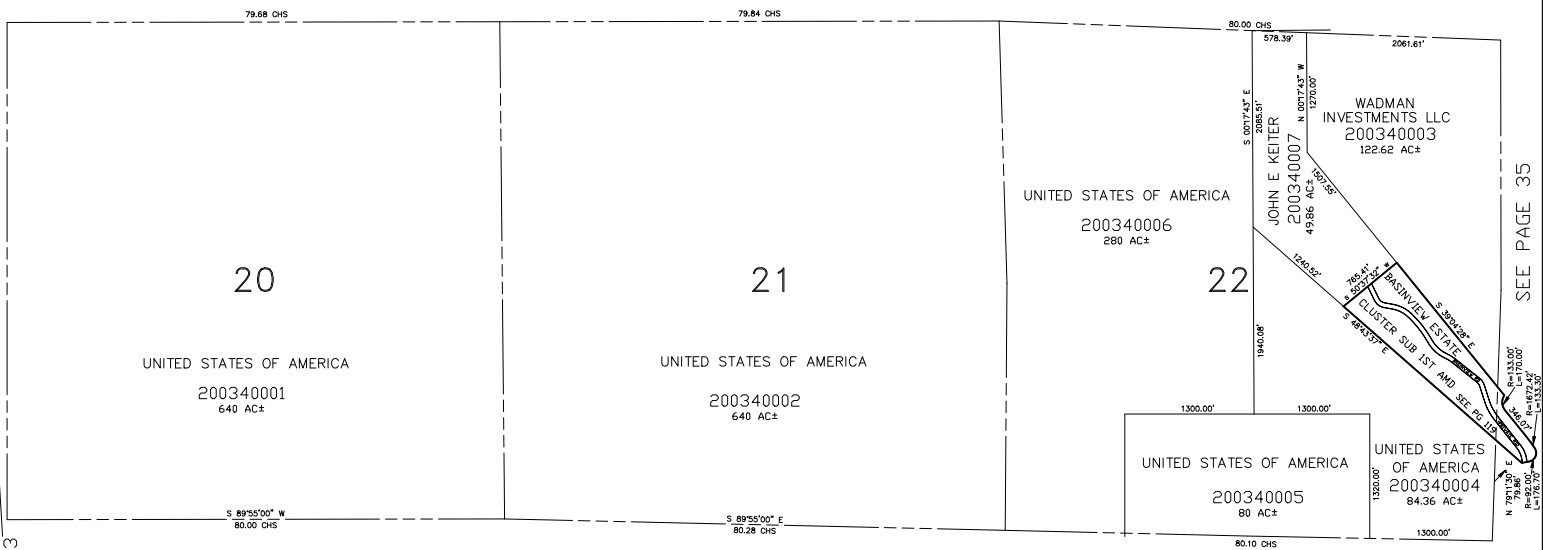 79.68 CHS
79.84 CHS
80.00 CHS
578.39'
2061.61'
S 00°17'43" E
2085.51'
N 00°17'43" W
1270.00'
JOHN E KEITER
200340007
49.86 AC±
WADMAN
INVESTMENTS LLC
200340003
122.62 AC±
SEE PAGE 35
1507.55'
UNITED STATES OF AMERICA
200340006
280 AC±
1240.52'
20
21
22
765.41'
S 50°37'32" W
BASINVIEW ESTATE
CLUSTER SUB 1ST AMD SEE PG 119
S 39°04'28" E
S 48°43'37" E
1940.08'
UNITED STATES OF AMERICA
200340001
640 AC±
UNITED STATES OF AMERICA
200340002
640 AC±
R=133.00'
L=170.00'
R=1672.42'
L=133.30'
346.07'
1300.00'
1300.00'
UNITED STATES OF AMERICA
200340005
80 AC±
1320.00'
UNITED STATES
OF AMERICA
200340004
84.36 AC±
N 79°11'30" E
79.86'
R=92.00'
L=176.70'
S 89°55'00" W
80.00 CHS
S 89°55'00" E
80.28 CHS
80.10 CHS
1300.00'
3